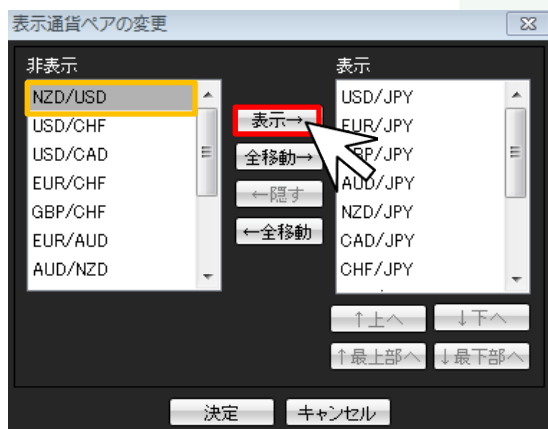 表示通貨ペアの変更
非表示
NZD/USD
USD/CHF
USD/CAD
EUR/CHF
GBP/CHF
EUR/AUD
AUD/NZD
表示→
全移動→
←隠す
←全移動
表示
USD/JPY
EUR/JPY
GBP/JPY
AUD/JPY
NZD/JPY
CAD/JPY
CHF/JPY
↑上へ
↓下へ
↑最上部へ
↓最下部へ
決定
キャンセル